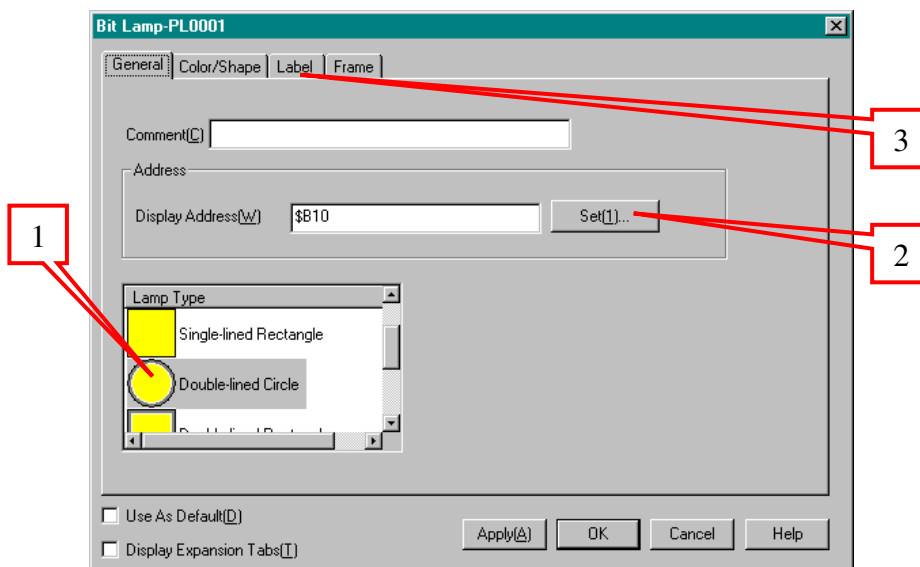 Bit Lamp-PL0001
General Color/Shape Label Frame
3
Comment(C)
Address
Display Address(W) $B10 Set(1)...
1
2
Lamp Type
Single-lined Rectangle
Double-lined Circle
Use As Default(D)
Display Expansion Tabs(T)
Apply(A) OK Cancel Help